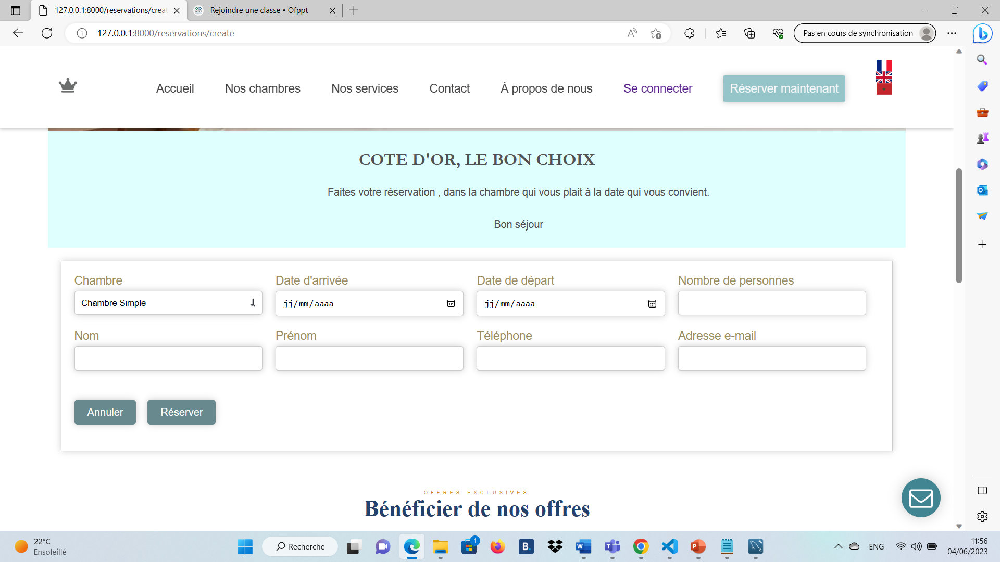 127.0.0.1:8000/reservations/crea
Rejoindre une classe • Ofppt
127.0.0.1:8000/reservations/create
Pas en cours de synchronisation
Accueil
Nos chambres
Nos services
Contact
À propos de nous
Se connecter
Réserver maintenant
COTE D'OR, LE BON CHOIX
Faites votre réservation , dans la chambre qui vous plait à la date qui vous convient.
Bon séjour
Chambre
Date d'arrivée
Date de départ
Nombre de personnes
Chambre Simple
jj/mm/aaaa
jj/mm/aaaa
Nom
Prénom
Téléphone
Adresse e-mail
Annuler
Réserver
OFFRES EXCLUSIVES
Bénéficier de nos offres
22°C
Ensoleillé
Recherche
1
B.
ENG
11:56
04/06/2023